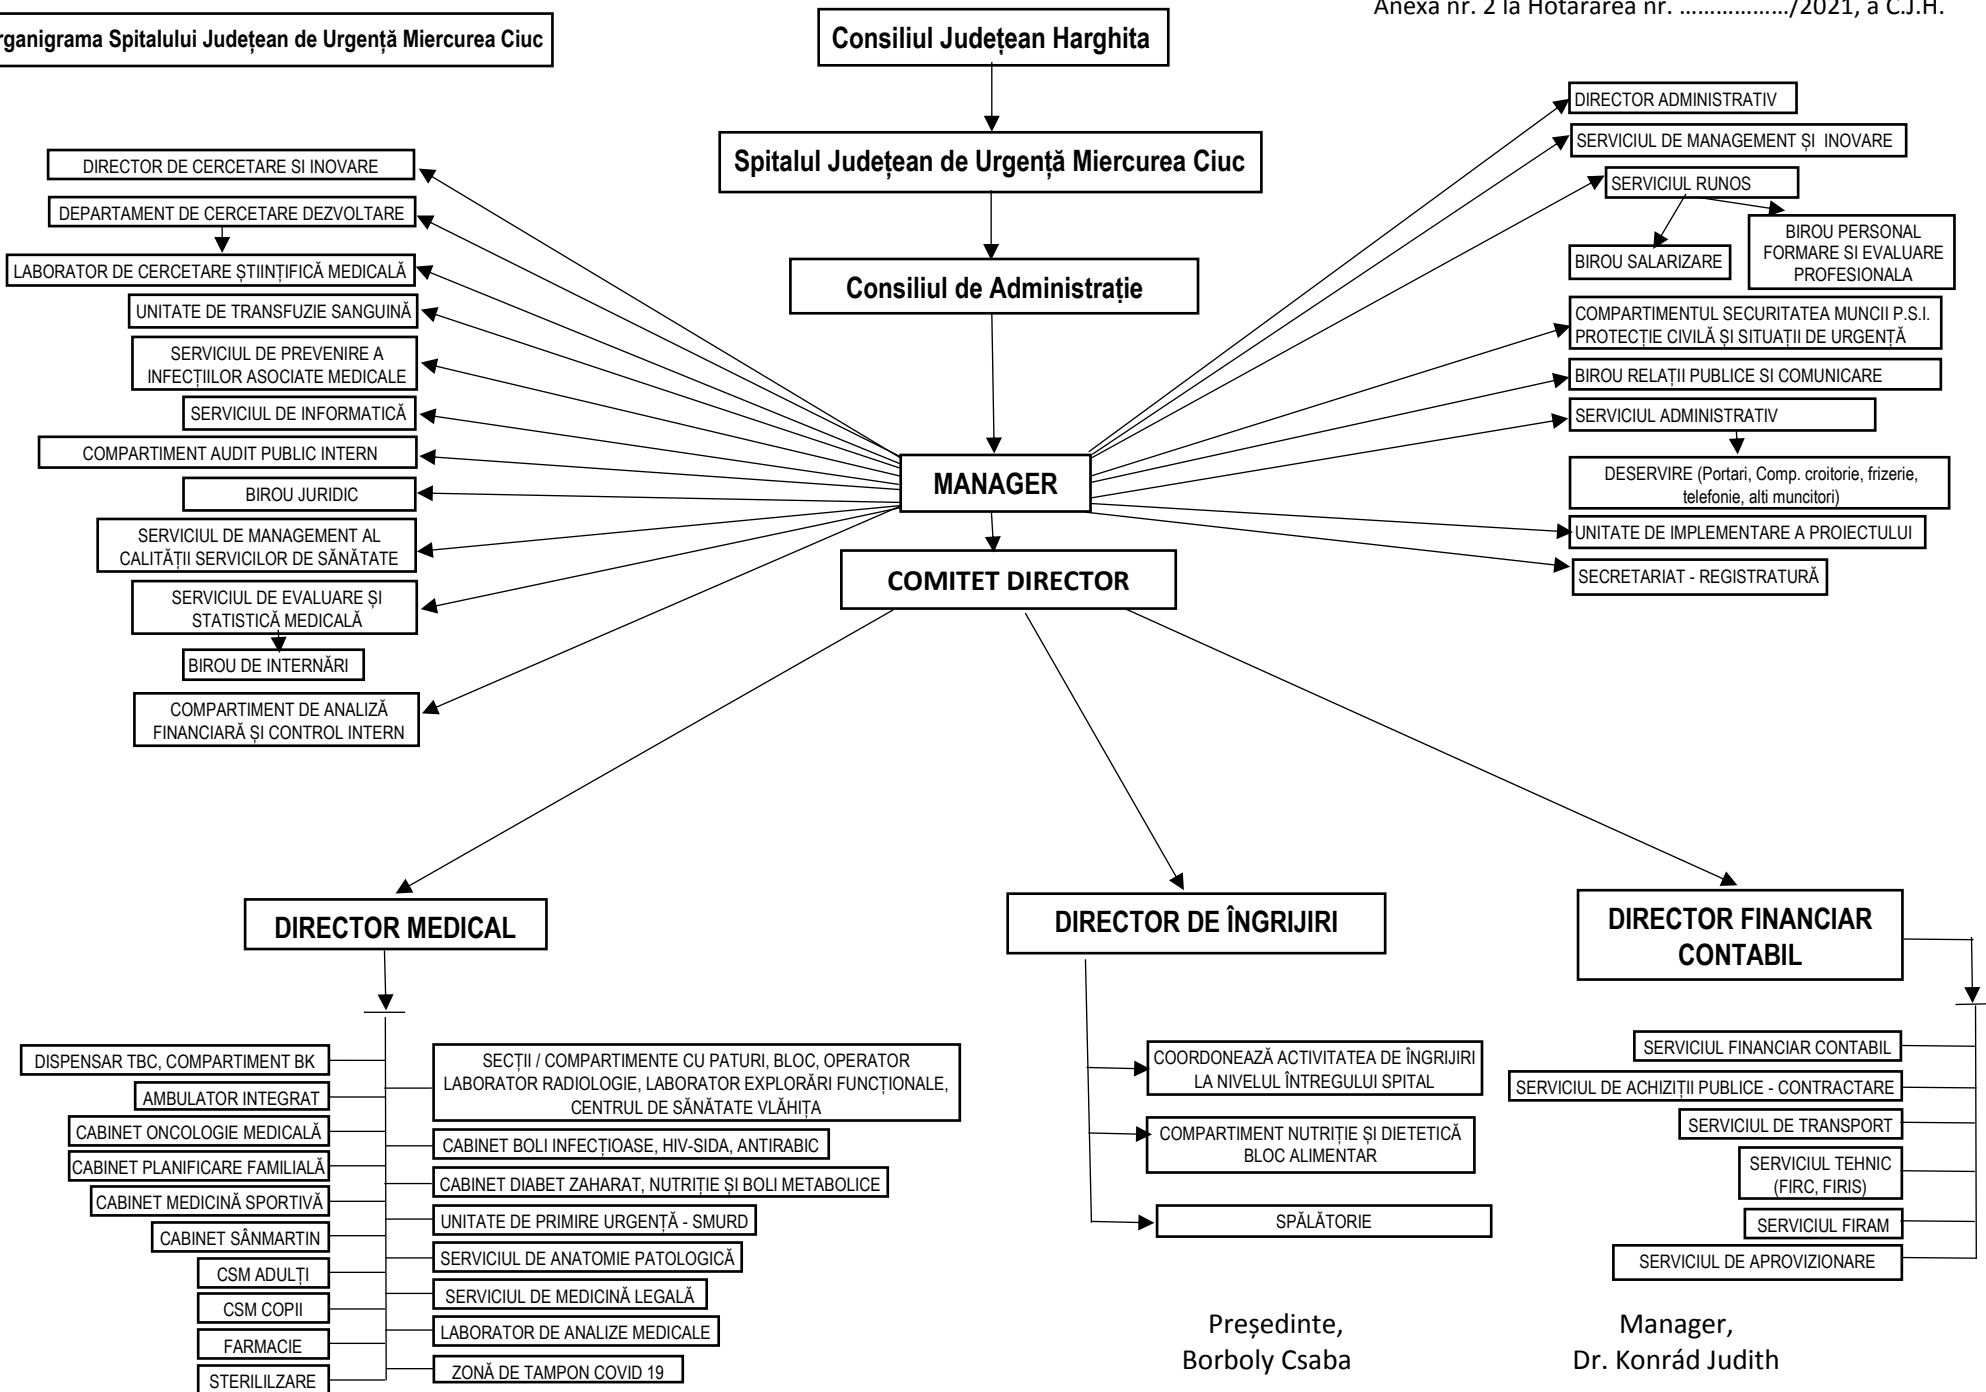 Anexa nr. 2 la Hotărârea nr. ………………/2021, a C.J.H.
rganigrama Spitalului Județean de Urgență Miercurea Ciuc
Consiliul Județean Harghita
Spitalul Județean de Urgență Miercurea Ciuc
Consiliul de Administrație
MANAGER
COMITET DIRECTOR
DIRECTOR DE CERCETARE SI INOVARE
DEPARTAMENT DE CERCETARE DEZVOLTARE
LABORATOR DE CERCETARE ȘTIINȚIFICĂ MEDICALĂ
UNITATE DE TRANSFUZIE SANGUINĂ
SERVICIUL DE PREVENIRE A
INFECȚIILOR ASOCIATE MEDICALE
SERVICIUL DE INFORMATICĂ
COMPARTIMENT AUDIT PUBLIC INTERN
BIROU JURIDIC
SERVICIUL DE MANAGEMENT AL
CALITĂȚII SERVICILOR DE SĂNĂTATE
SERVICIUL DE EVALUARE ȘI
STATISTICĂ MEDICALĂ
BIROU DE INTERNĂRI
COMPARTIMENT DE ANALIZĂ
FINANCIARĂ ȘI CONTROL INTERN
DIRECTOR ADMINISTRATIV
SERVICIUL DE MANAGEMENT ȘI INOVARE
SERVICIUL RUNOS
BIROU SALARIZARE
BIROU PERSONAL
FORMARE SI EVALUARE
PROFESIONALA
COMPARTIMENTUL SECURITATEA MUNCII P.S.I.
PROTECȚIE CIVILĂ ȘI SITUAȚII DE URGENȚĂ
BIROU RELAȚII PUBLICE SI COMUNICARE
SERVICIUL ADMINISTRATIV
DESERVIRE (Portari, Comp. croitorie, frizerie,
telefonie, alti muncitori)
UNITATE DE IMPLEMENTARE A PROIECTULUI
SECRETARIAT - REGISTRATURĂ
DIRECTOR MEDICAL
DISPENSAR TBC, COMPARTIMENT BK
AMBULATOR INTEGRAT
CABINET ONCOLOGIE MEDICALĂ
CABINET PLANIFICARE FAMILIALĂ
CABINET MEDICINĂ SPORTIVĂ
CABINET SÂNMARTIN
CSM ADULȚI
CSM COPII
FARMACIE
STERILILZARE
SECȚII / COMPARTIMENTE CU PATURI, BLOC, OPERATOR
LABORATOR RADIOLOGIE, LABORATOR EXPLORĂRI FUNCȚIONALE,
CENTRUL DE SĂNĂTATE VLĂHIȚA
CABINET BOLI INFECȚIOASE, HIV-SIDA, ANTIRABIC
CABINET DIABET ZAHARAT, NUTRIȚIE ȘI BOLI METABOLICE
UNITATE DE PRIMIRE URGENȚĂ - SMURD
SERVICIUL DE ANATOMIE PATOLOGICĂ
SERVICIUL DE MEDICINĂ LEGALĂ
LABORATOR DE ANALIZE MEDICALE
ZONĂ DE TAMPON COVID 19
DIRECTOR DE ÎNGRIJIRI
COORDONEAZĂ ACTIVITATEA DE ÎNGRIJIRI
LA NIVELUL ÎNTREGULUI SPITAL
COMPARTIMENT NUTRIȚIE ȘI DIETETICĂ
BLOC ALIMENTAR
SPĂLĂTORIE
DIRECTOR FINANCIAR
CONTABIL
SERVICIUL FINANCIAR CONTABIL
SERVICIUL DE ACHIZIȚII PUBLICE - CONTRACTARE
SERVICIUL DE TRANSPORT
SERVICIUL TEHNIC
(FIRC, FIRIS)
SERVICIUL FIRAM
SERVICIUL DE APROVIZIONARE
Președinte,
Borboly Csaba
Manager,
Dr. Konrád Judith